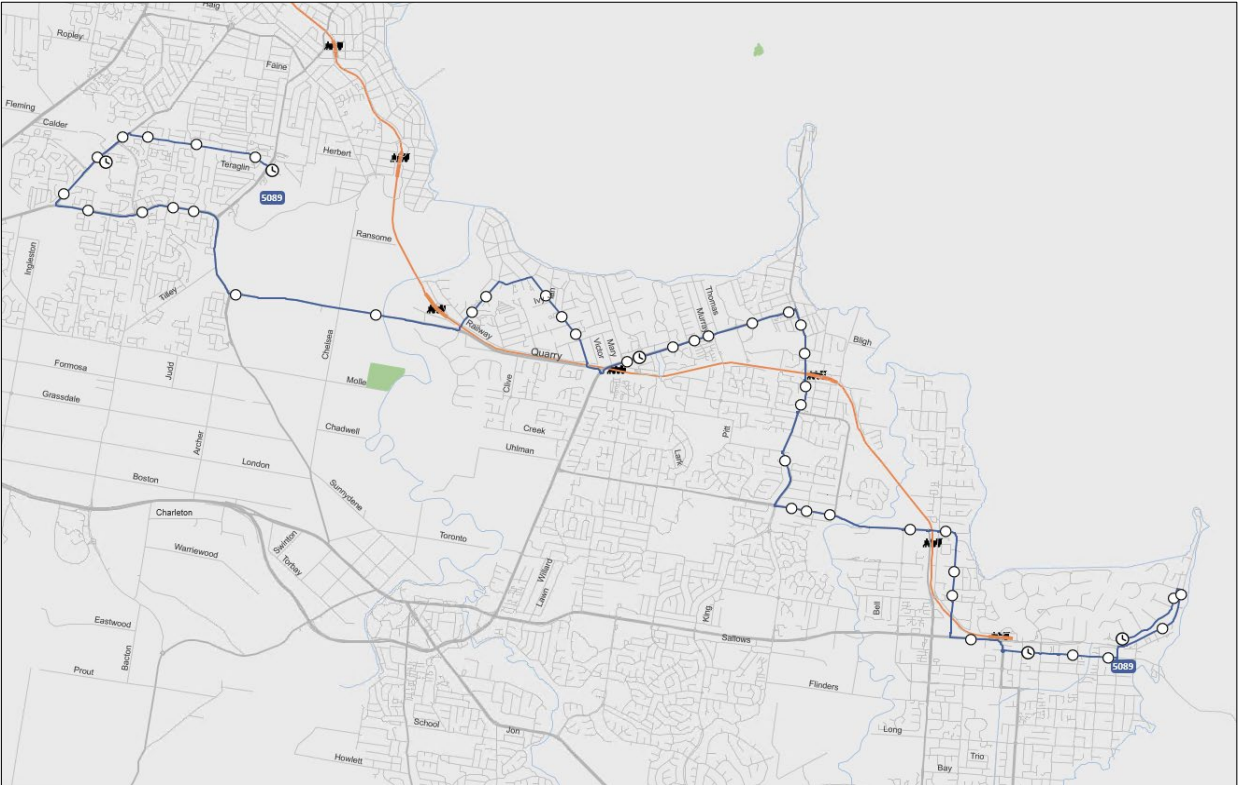 Haig
Ropley
Faine
Fleming
Calder
Herbert
Teraglin
5089
Ransome
Ingleston
Tilley
Thomas
Murray
Railway
Mary
Victor
Bligh
Chelsea
Quarry
Formosa
Judd
Molle
Clive
Grassdale
Creek
Pitt
Chadwell
Uhlman
Archer
London
Lark
Boston
Sunnydene
Charleton
Swinton
Toronto
Warriewood
Torbay
Willard
Lawn
King
Bell
Eastwood
Sallows
Bacton
5089
Prout
Flinders
School
Jon
Long
Howlett
Trio
Bay